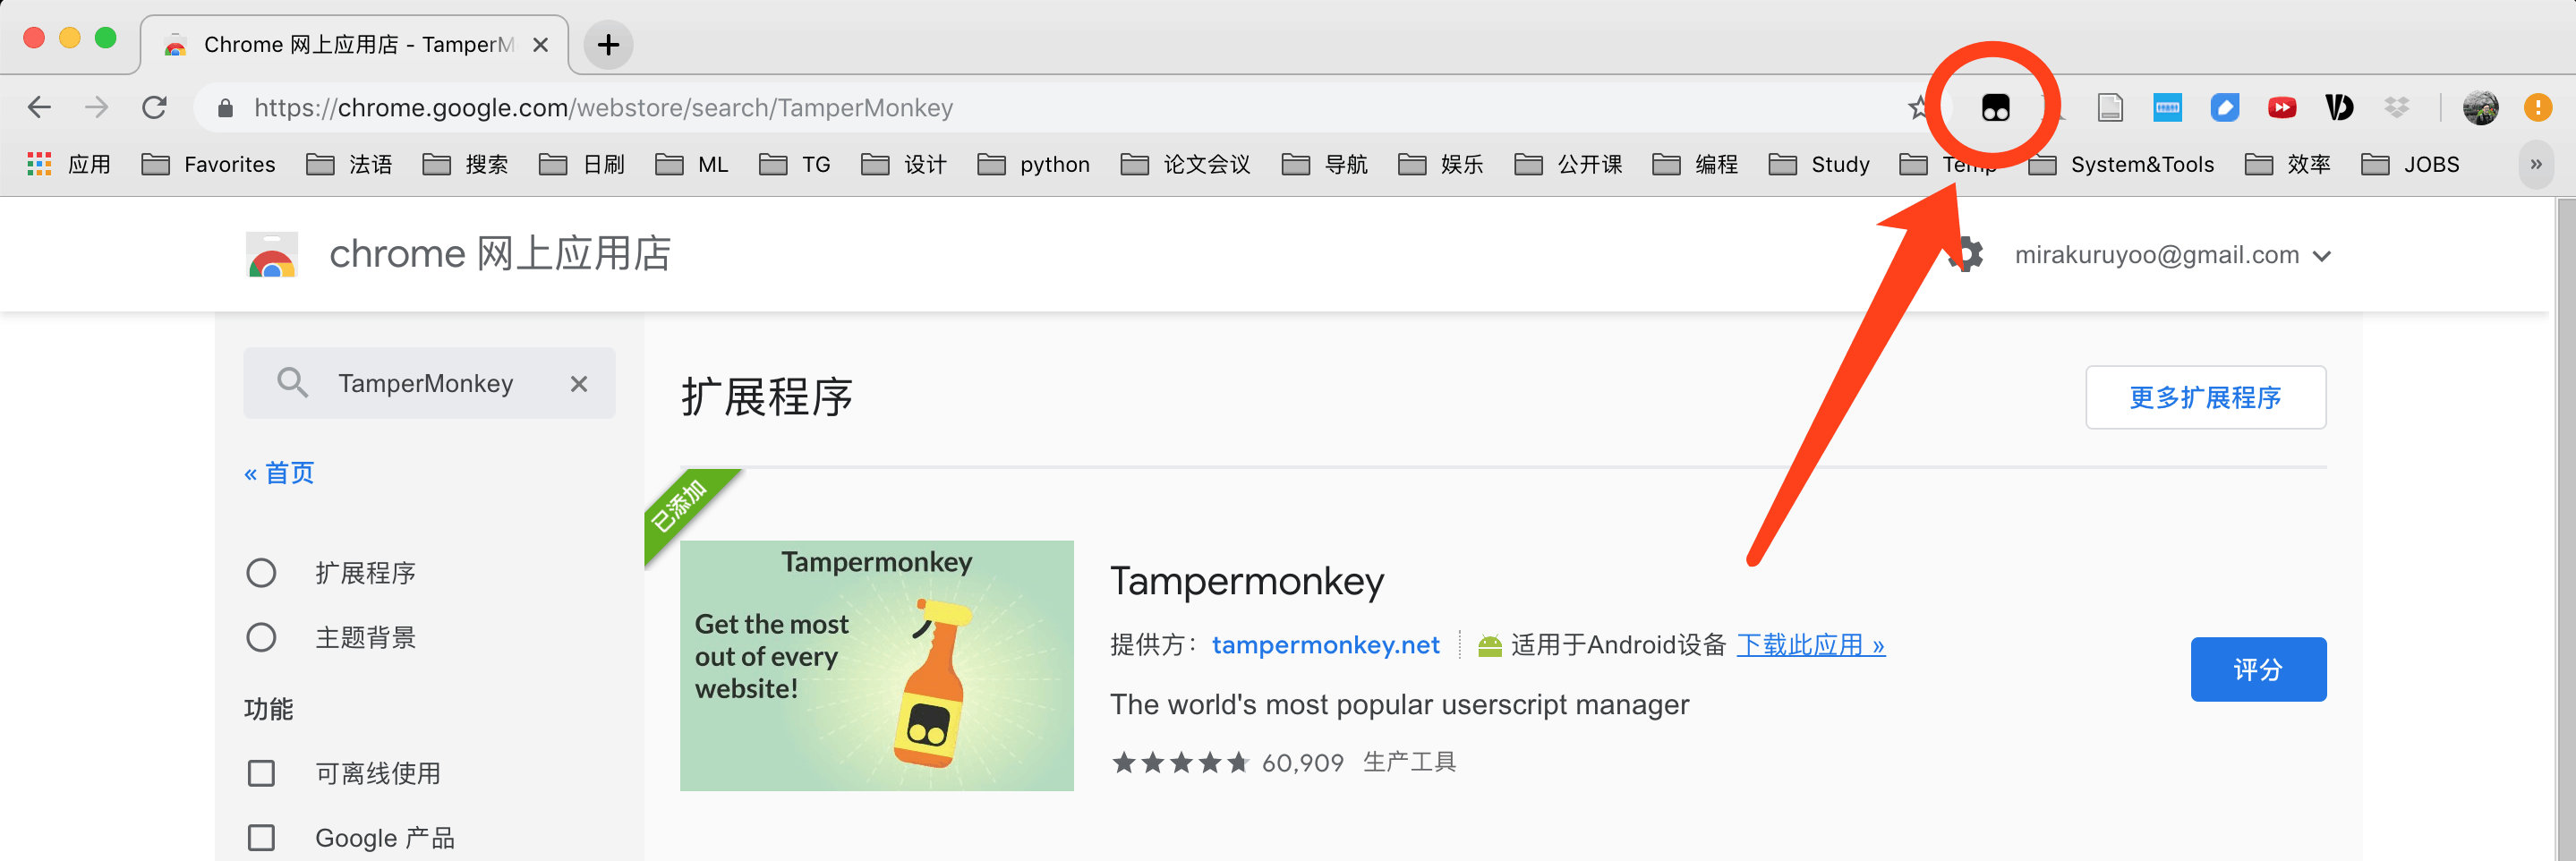 Chrome 网上应用店 - TamperM
https://chrome.google.com/webstore/search/TamperMonkey
应用 Favorites 法语 搜索 日刷 ML TG 设计 python 论文会议 导航 娱乐 公开课 编程 Study Temp System&Tools 效率 JOBS »
chrome 网上应用店
mirakuruyoo@gmail.com
TamperMonkey
扩展程序
更多扩展程序
« 首页
已添加
扩展程序
主题背景
功能
可离线使用
Google 产品
Tampermonkey
Get the most
out of every
website!
Tampermonkey
提供方: tampermonkey.net 适用于Android设备 下载此应用 »
The world's most popular userscript manager
60,909 生产工具
评分